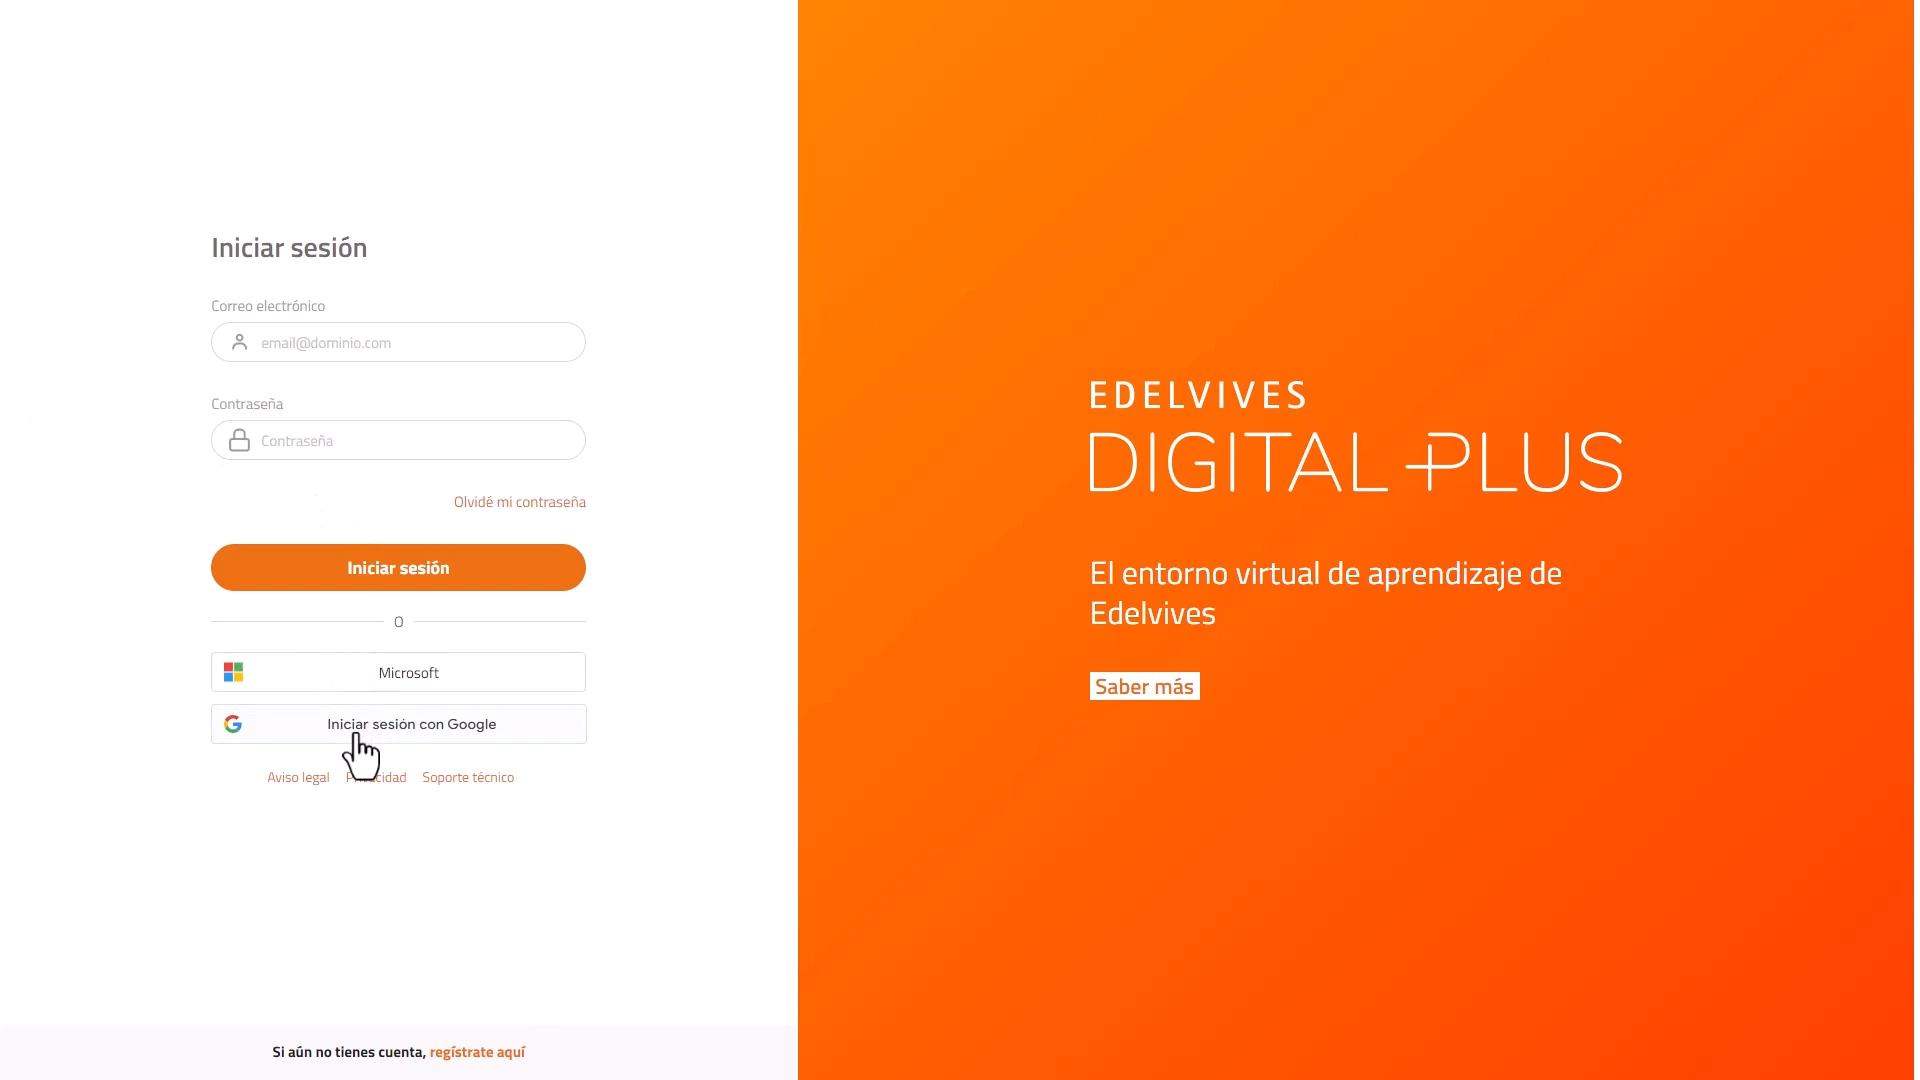 Iniciar sesión
Correo electrónico
email@dominio.com
Contraseña
Contraseña
Olvidé mi contraseña
Iniciar sesión
O
Microsoft
Iniciar sesión con Google
Aviso legal Privacidad Soporte técnico
Si aún no tienes cuenta, regístrate aquí
EDELVIVES
DIGITAL PLUS
El entorno virtual de aprendizaje de
Edelvives
Saber más